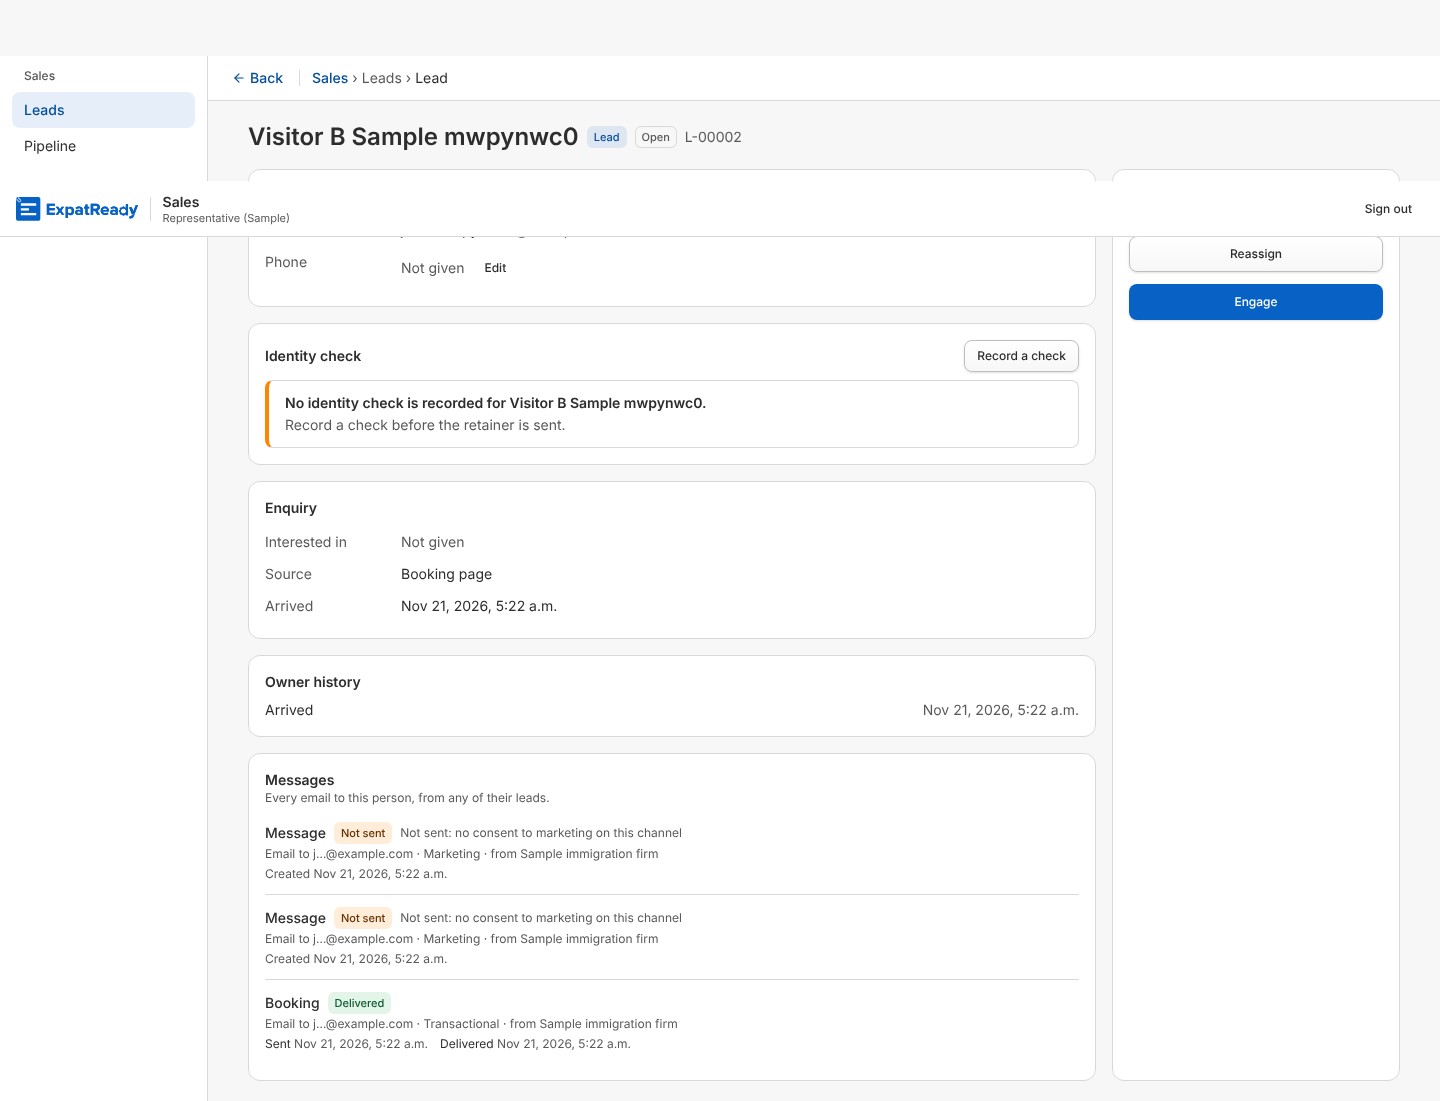 Sales
Leads
Pipeline
← Back
Sales › Leads › Lead
Visitor B Sample mwpynwc0 Lead Open L-00002
ExpatReady
Sales
Representative (Sample)
Sign out
Phone Not given Edit
Reassign
Engage
Identity check
Record a check
No identity check is recorded for Visitor B Sample mwpynwc0.
Record a check before the retainer is sent.
Enquiry
Interested in Not given
Source Booking page
Arrived Nov 21, 2026, 5:22 a.m.
Owner history
Arrived Nov 21, 2026, 5:22 a.m.
Messages
Every email to this person, from any of their leads.
Message Not sent Not sent: no consent to marketing on this channel
Email to j…@example.com · Marketing · from Sample immigration firm
Created Nov 21, 2026, 5:22 a.m.
Message Not sent Not sent: no consent to marketing on this channel
Email to j…@example.com · Marketing · from Sample immigration firm
Created Nov 21, 2026, 5:22 a.m.
Booking Delivered
Email to j…@example.com · Transactional · from Sample immigration firm
Sent Nov 21, 2026, 5:22 a.m. Delivered Nov 21, 2026, 5:22 a.m.